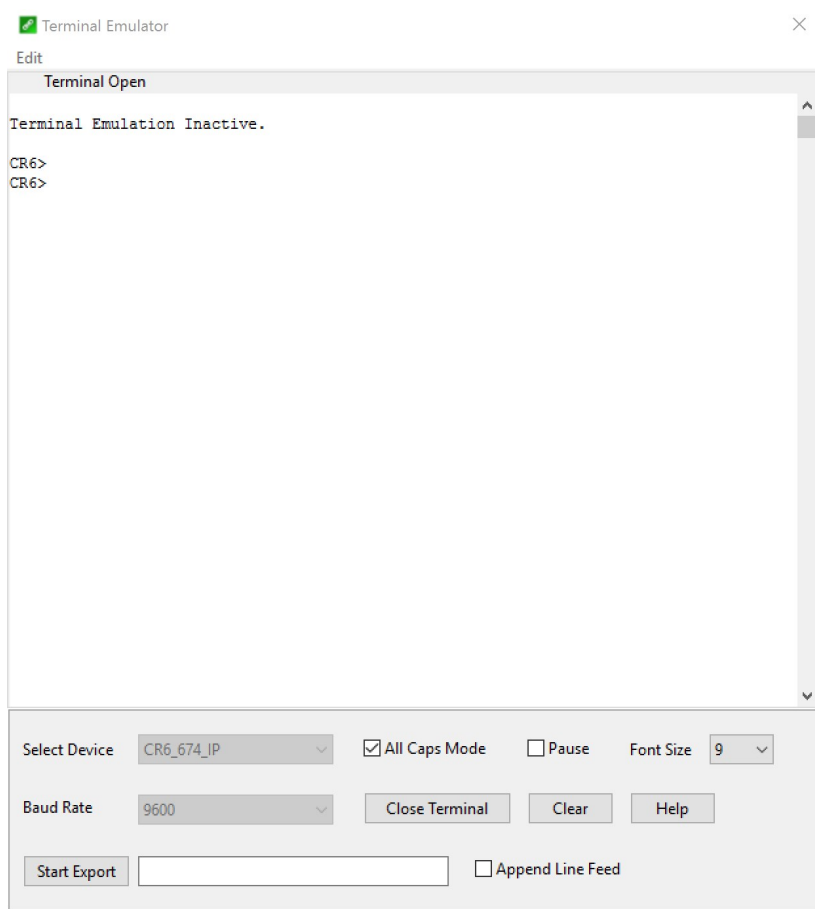 Terminal Emulator
Edit
Terminal Open
Terminal Emulation Inactive.
CR6>
CR6>
Select Device CR6_674_IP All Caps Mode Pause Font Size 9
Baud Rate 9600 Close Terminal Clear Help
Start Export Append Line Feed